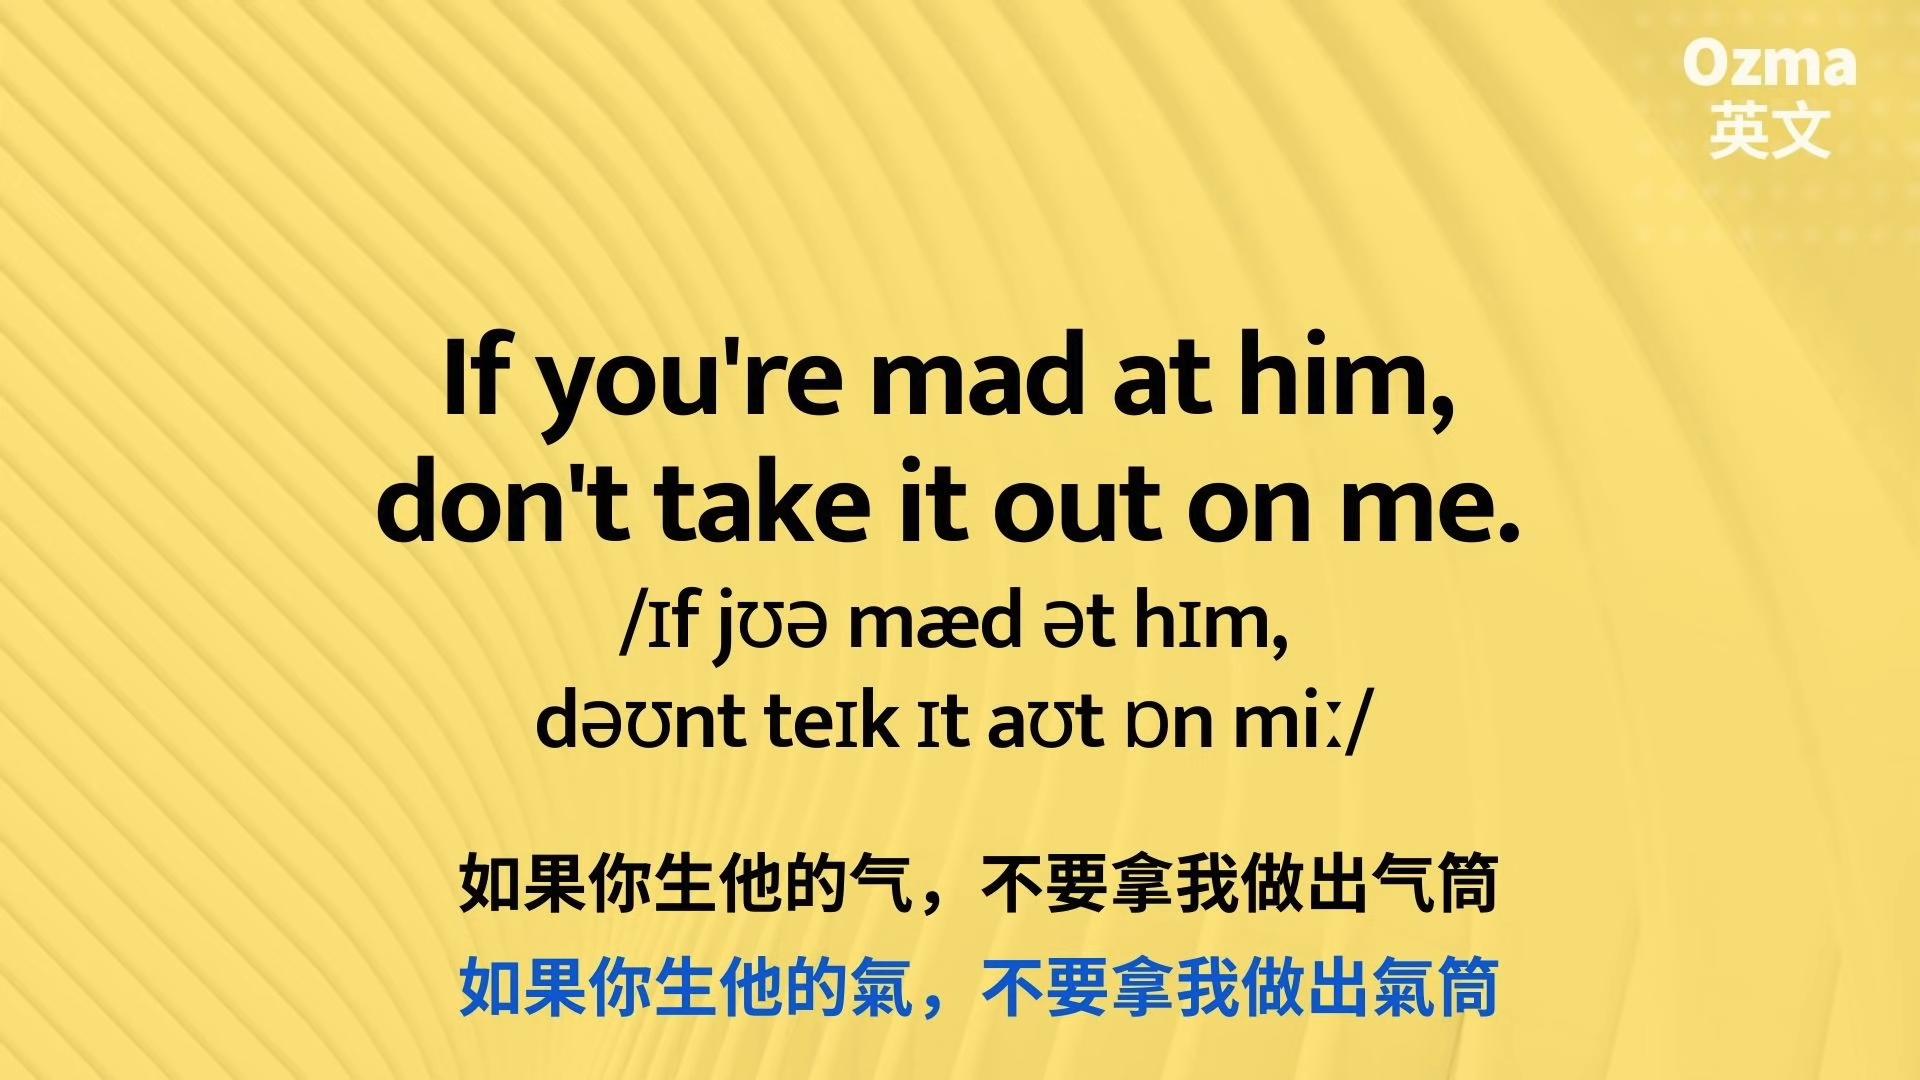 Ozma
英文
If you're mad at him,
don't take it out on me.
/ɪf jʊə mæd ət hɪm,
dəʊnt teɪk ɪt aʊt ɒn miː/
如果你生他的气，不要拿我做出气筒
如果你生他的氣，不要拿我做出氣筒